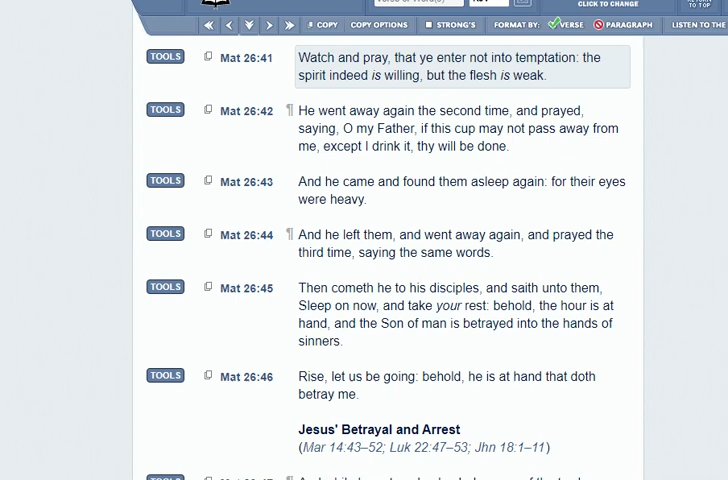 CLICK TO CHANGE
TO TOP
COPY COPY OPTIONS STRONG'S FORMAT BY: VERSE PARAGRAPH LISTEN TO THE
TOOLS Mat 26:41 Watch and pray, that ye enter not into temptation: the
spirit indeed is willing, but the flesh is weak.
TOOLS Mat 26:42 ¶ He went away again the second time, and prayed,
saying, O my Father, if this cup may not pass away from
me, except I drink it, thy will be done.
TOOLS Mat 26:43 And he came and found them asleep again: for their eyes
were heavy.
TOOLS Mat 26:44 ¶ And he left them, and went away again, and prayed the
third time, saying the same words.
TOOLS Mat 26:45 Then cometh he to his disciples, and saith unto them,
Sleep on now, and take your rest: behold, the hour is at
hand, and the Son of man is betrayed into the hands of
sinners.
TOOLS Mat 26:46 Rise, let us be going: behold, he is at hand that doth
betray me.
Jesus' Betrayal and Arrest
(Mar 14:43–52; Luk 22:47–53; Jhn 18:1–11)